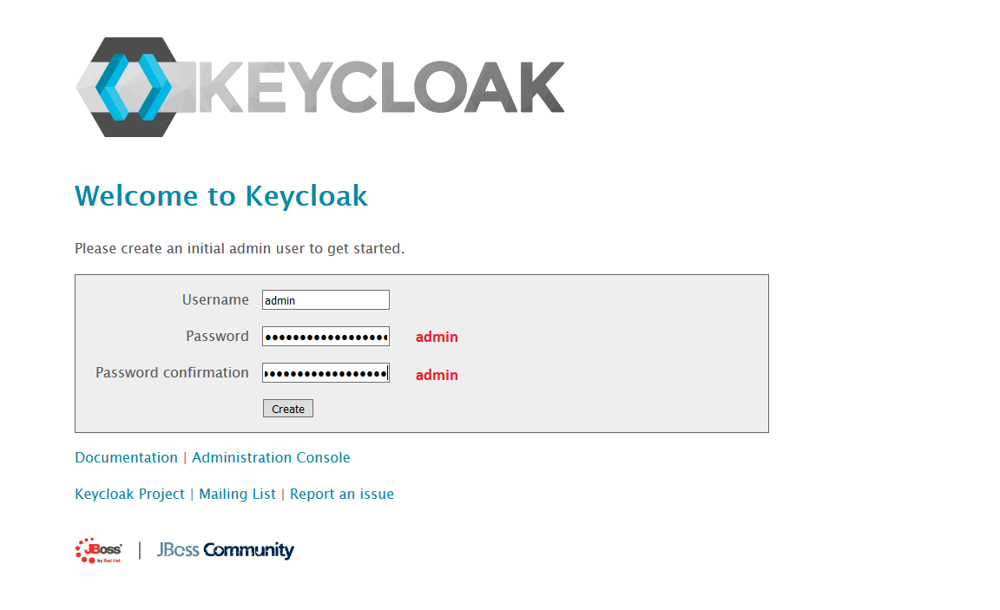 KEYCLOAK
Welcome to Keycloak
Please create an initial admin user to get started.
Username admin
Password •••••••••••••••••• admin
Password confirmation •••••••••••••••••• admin
Create
Documentation | Administration Console
Keycloak Project | Mailing List | Report an issue
JBoss by Red Hat | JBoss Community